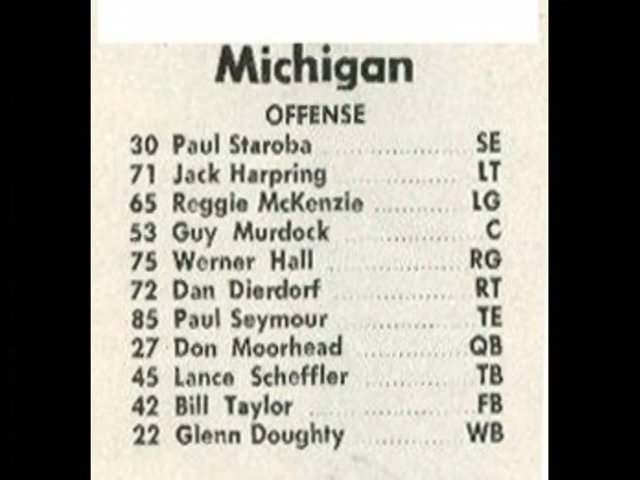 Michigan
OFFENSE
30 Paul Staroba SE
71 Jack Harpring LT
65 Reggie McKenzie LG
53 Guy Murdock C
75 Werner Hall RG
72 Dan Dierdorf RT
85 Paul Seymour TE
27 Don Moorhead QB
45 Lance Scheffler TB
42 Bill Taylor FB
22 Glenn Doughty WB